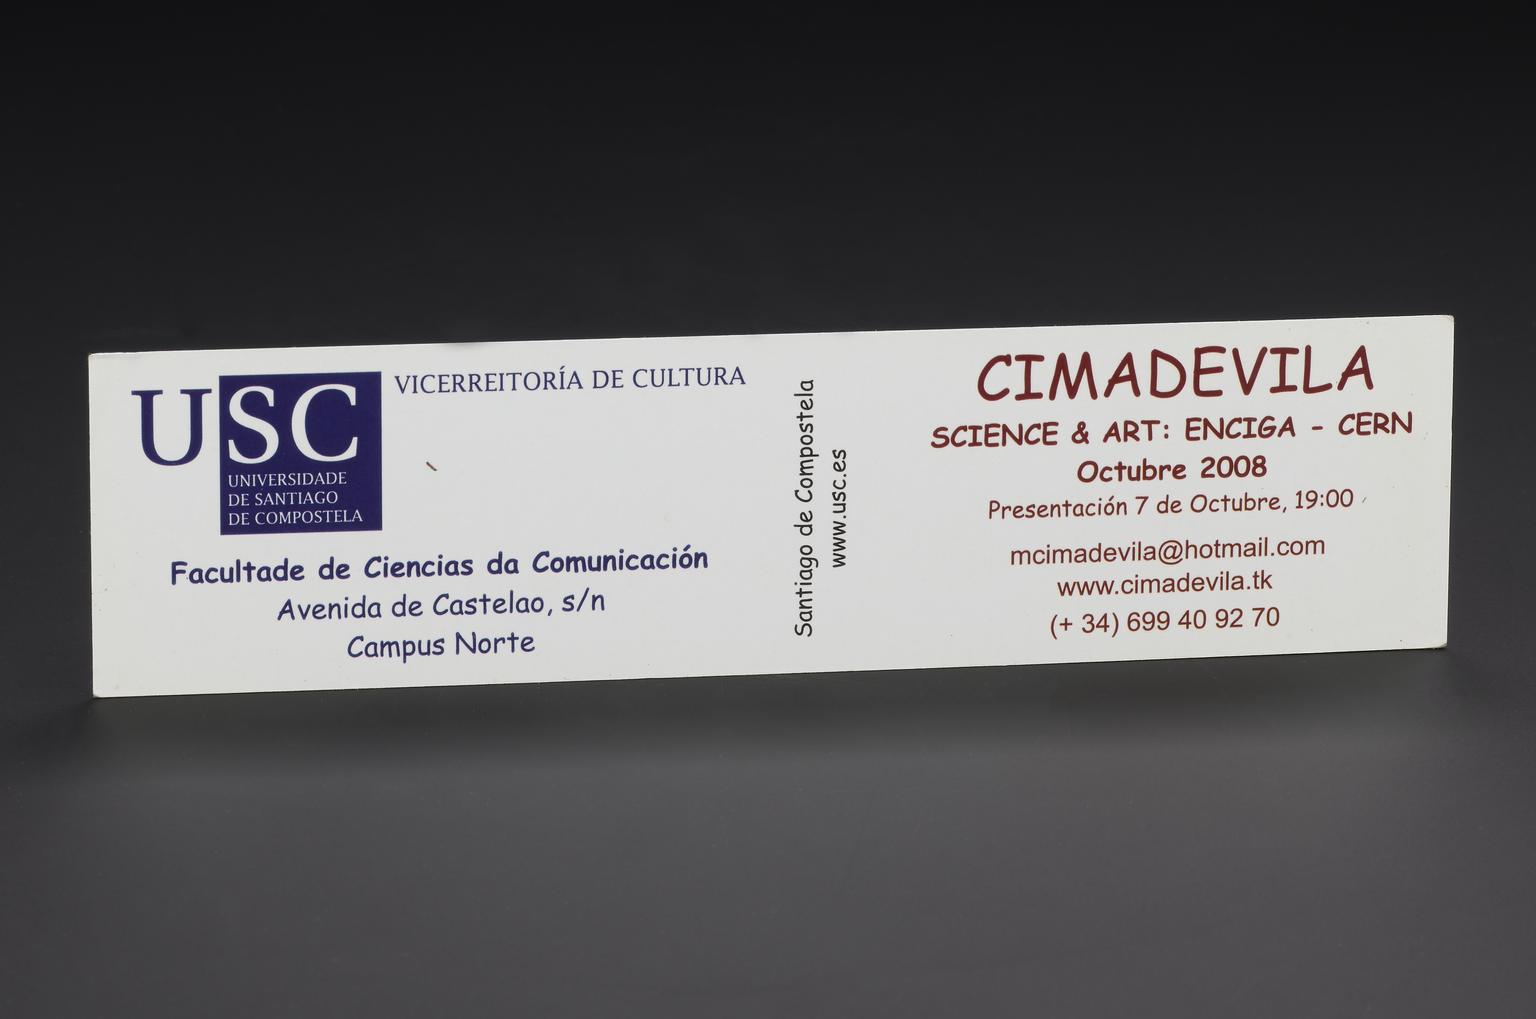 USC
UNIVERSIDADE
DE SANTIAGO
DE COMPOSTELA
VICERREITORÍA DE CULTURA
Facultade de Ciencias da Comunicación
Avenida de Castelao, s/n
Campus Norte
Santiago de Compostela
www.usc.es
CIMADEVILA
SCIENCE & ART: ENCIGA - CERN
Octubre 2008
Presentación 7 de Octubre, 19:00
mcimadevila@hotmail.com
www.cimadevila.tk
(+ 34) 699 40 92 70